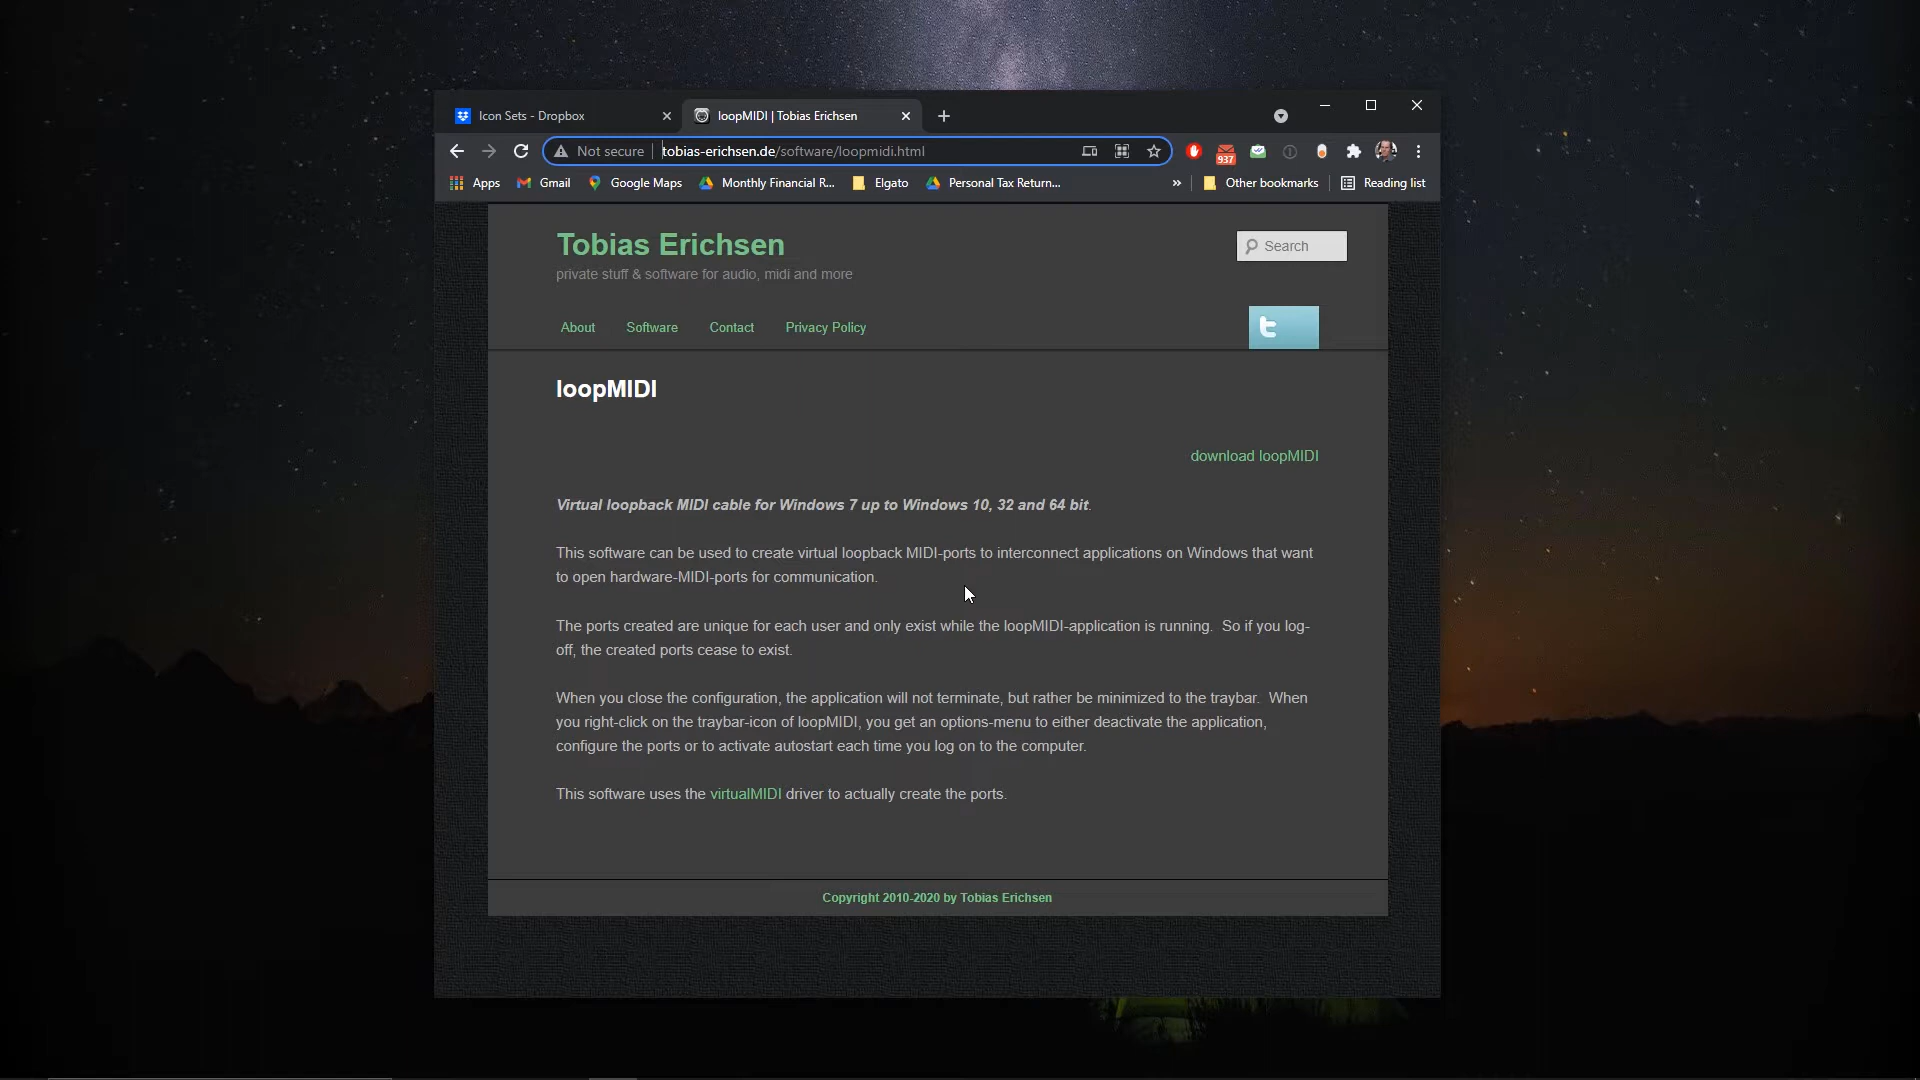 Icon Sets - Dropbox
loopMIDI | Tobias Erichsen
Not secure | tobias-erichsen.de/software/loopmidi.html
937
Apps
Gmail
Google Maps
Monthly Financial R...
Elgato
Personal Tax Return...
»
Other bookmarks
Reading list
Tobias Erichsen
private stuff & software for audio, midi and more
Search
About
Software
Contact
Privacy Policy
loopMIDI
download loopMIDI
Virtual loopback MIDI cable for Windows 7 up to Windows 10, 32 and 64 bit.
This software can be used to create virtual loopback MIDI-ports to interconnect applications on Windows that want
to open hardware-MIDI-ports for communication.
The ports created are unique for each user and only exist while the loopMIDI-application is running. So if you log-
off, the created ports cease to exist.
When you close the configuration, the application will not terminate, but rather be minimized to the traybar. When
you right-click on the traybar-icon of loopMIDI, you get an options-menu to either deactivate the application,
configure the ports or to activate autostart each time you log on to the computer.
This software uses the virtualMIDI driver to actually create the ports.
Copyright 2010-2020 by Tobias Erichsen